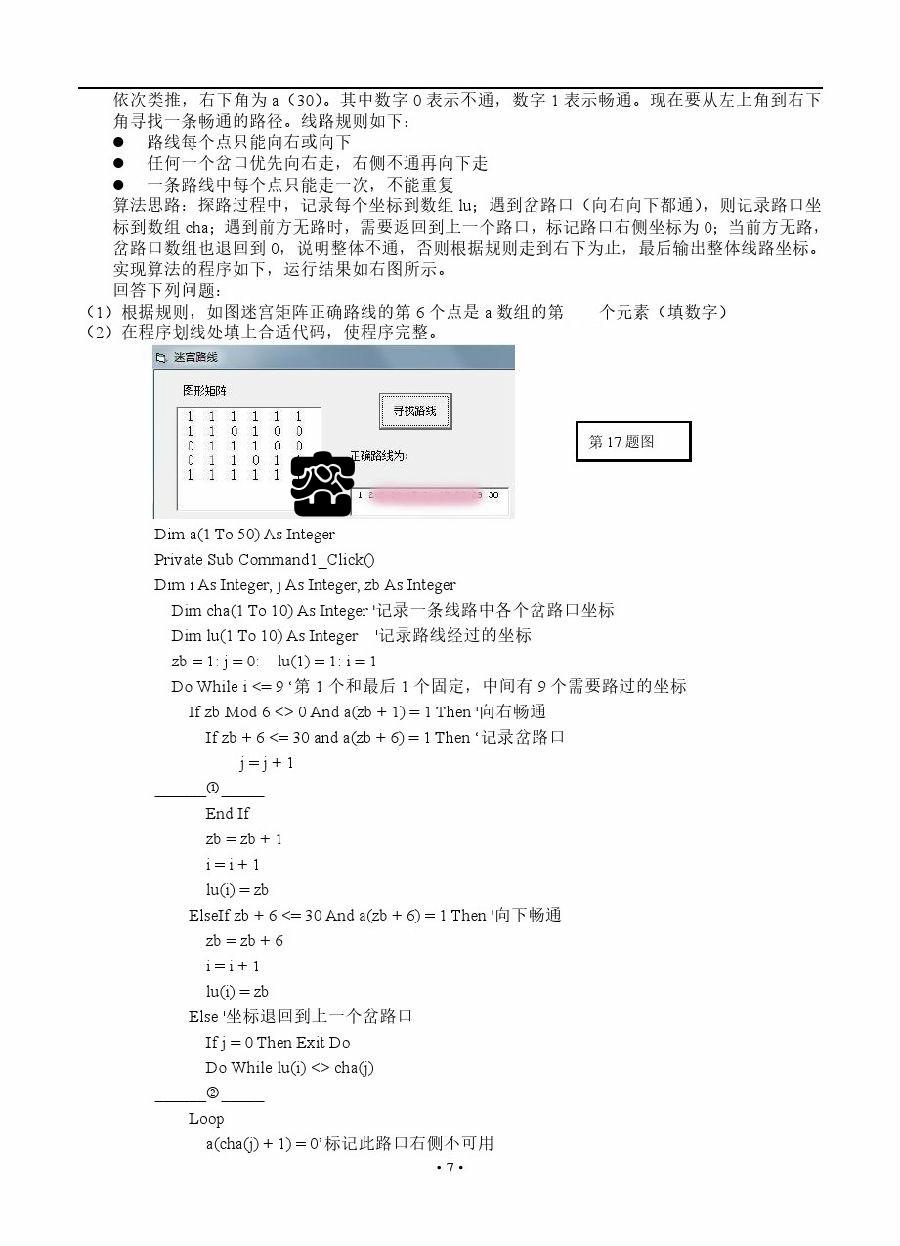 依次类推，右下角为 a（30）。其中数字 0 表示不通，数字 1 表示畅通。现在要从左上角到右下
角寻找一条畅通的路径。线路规则如下：
● 路线每个点只能向右或向下
● 任何一个岔口优先向右走，右侧不通再向下走
● 一条路线中每个点只能走一次，不能重复
算法思路：探路过程中，记录每个坐标到数组 lu；遇到岔路口（向右向下都通），则记录路口坐
标到数组 cha；遇到前方无路时，需要返回到上一个路口，标记路口右侧坐标为 0；当前方无路，
岔路口数组也退回到 0，说明整体不通，否则根据规则走到右下为止，最后输出整体线路坐标。
实现算法的程序如下，运行结果如右图所示。
回答下列问题：
（1）根据规则，如图迷宫矩阵正确路线的第 6 个点是 a 数组的第 个元素（填数字）
（2）在程序划线处填上合适代码，使程序完整。
迷宫路线
图形矩阵
寻找路线
1 1 1 1 1 1
1 1 0 1 0 0
0 1 1 1 0 0
0 1 1 0 1
1 1 1 1 1
正确路线为:
1 2 30
第 17 题图
Dim a(1 To 50) As Integer
Private Sub Command1_Click()
Dim i As Integer, j As Integer, zb As Integer
Dim cha(1 To 10) As Integer '记录一条线路中各个岔路口坐标
Dim lu(1 To 10) As Integer '记录路线经过的坐标
zb = 1: j = 0: lu(1) = 1: i = 1
Do While i <= 9 ‘第 1 个和最后 1 个固定，中间有 9 个需要路过的坐标
If zb Mod 6 <> 0 And a(zb + 1) = 1 Then '向右畅通
If zb + 6 <= 30 and a(zb + 6) = 1 Then ‘记录岔路口
j = j + 1
______①_____
End If
zb = zb + 1
i = i + 1
lu(i) = zb
ElseIf zb + 6 <= 30 And a(zb + 6) = 1 Then '向下畅通
zb = zb + 6
i = i + 1
lu(i) = zb
Else '坐标退回到上一个岔路口
If j = 0 Then Exit Do
Do While lu(i) <> cha(j)
______②_____
Loop
a(cha(j) + 1) = 0' 标记此路口右侧不可用
• 7 •